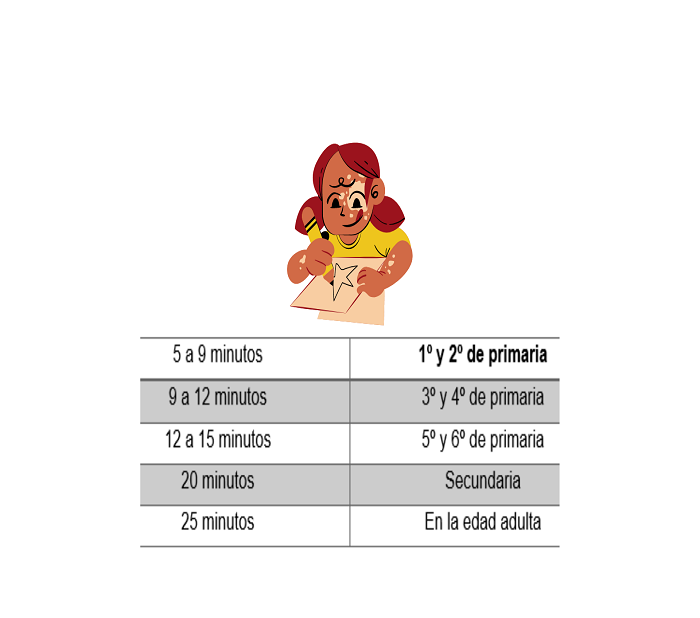 5 a 9 minutos 1º y 2º de primaria
9 a 12 minutos 3º y 4º de primaria
12 a 15 minutos 5º y 6º de primaria
20 minutos Secundaria
25 minutos En la edad adulta